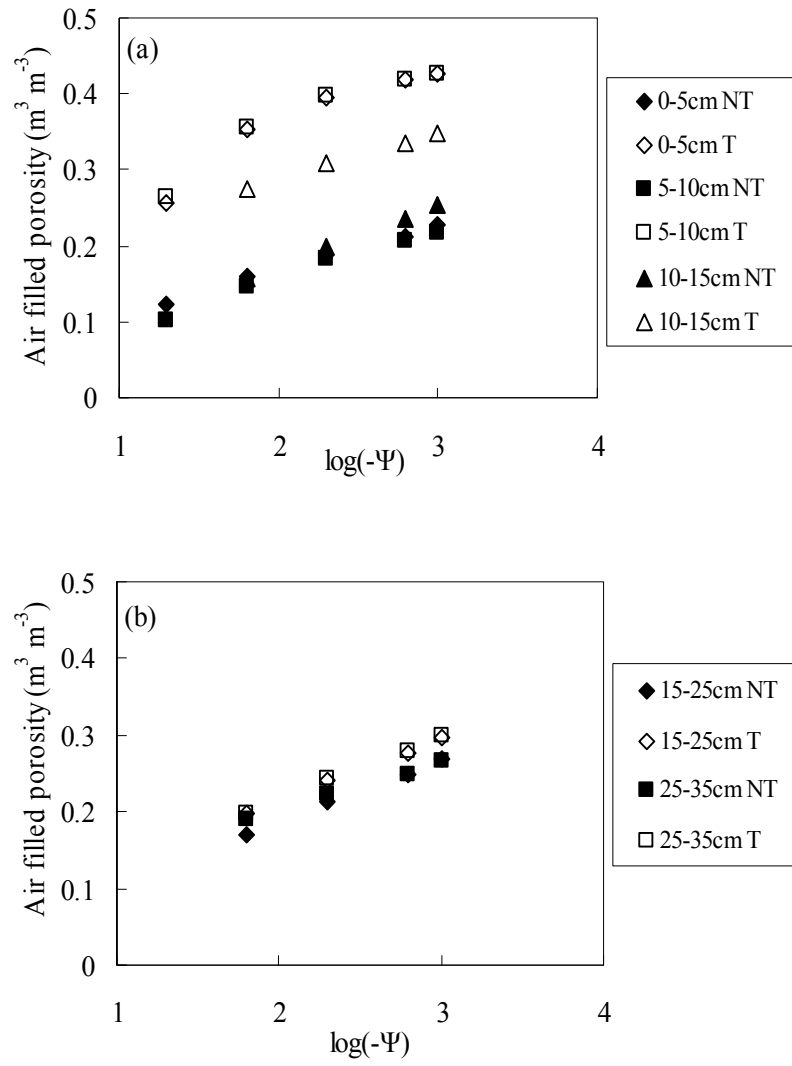 (a)
Air filled porosity (m³ m⁻³)
0.5
0.4
0.3
0.2
0.1
0
1 2 3 4
log(-Ψ)
0-5cm NT
0-5cm T
5-10cm NT
5-10cm T
10-15cm NT
10-15cm T
(b)
Air filled porosity (m³ m⁻³)
0.5
0.4
0.3
0.2
0.1
0
1 2 3 4
log(-Ψ)
15-25cm NT
15-25cm T
25-35cm NT
25-35cm T